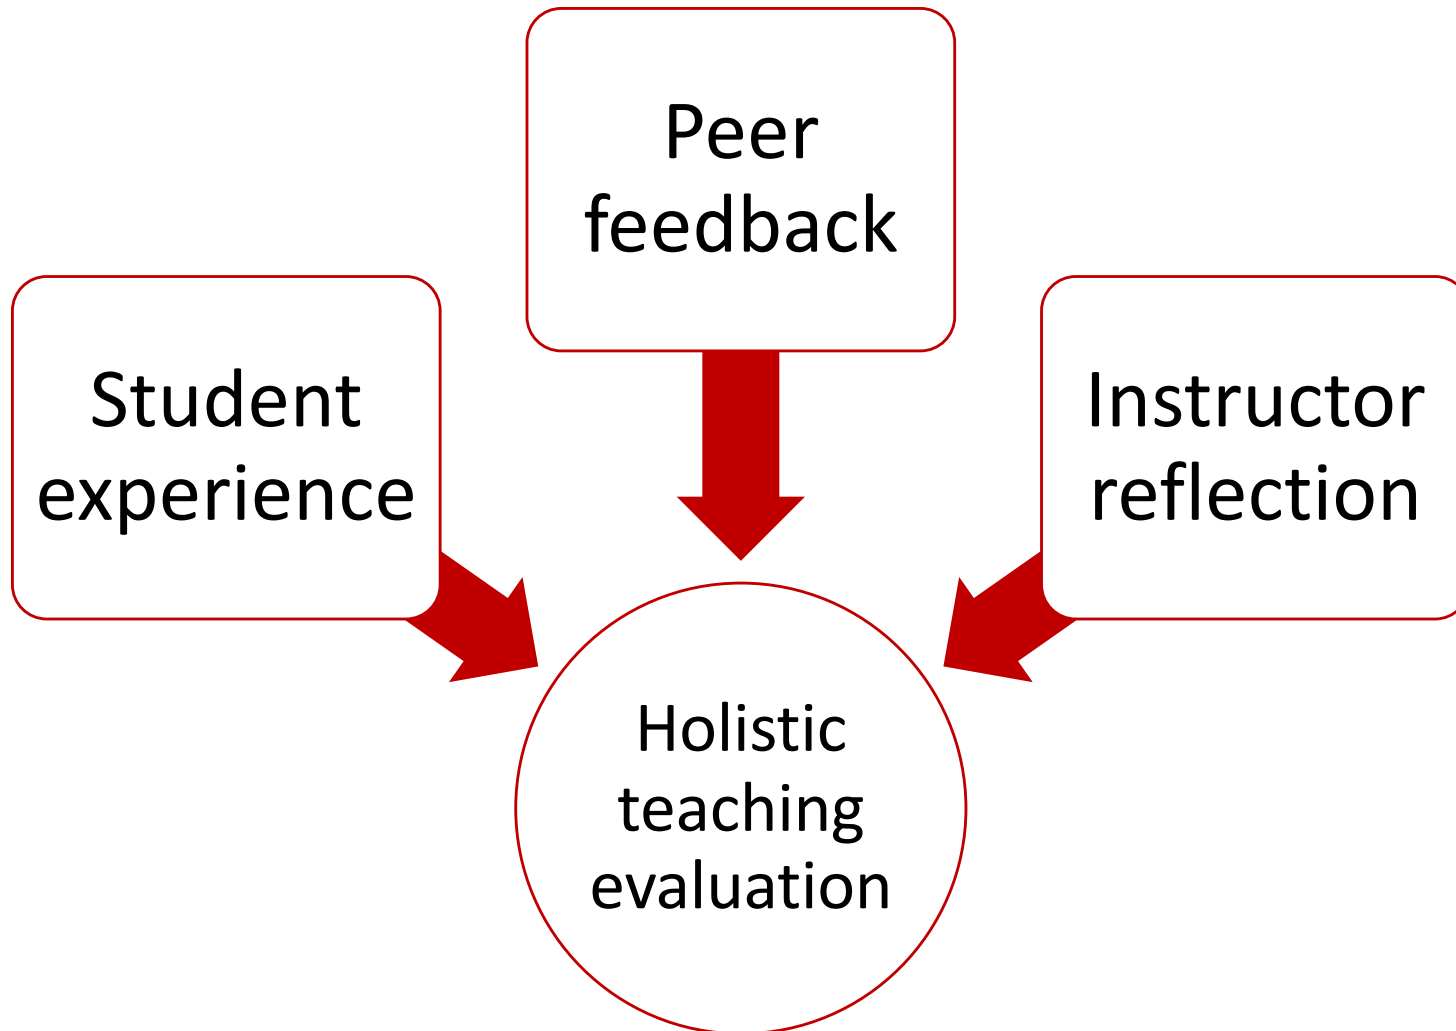 Peer
feedback
Student
experience
Instructor
reflection
Holistic
teaching
evaluation